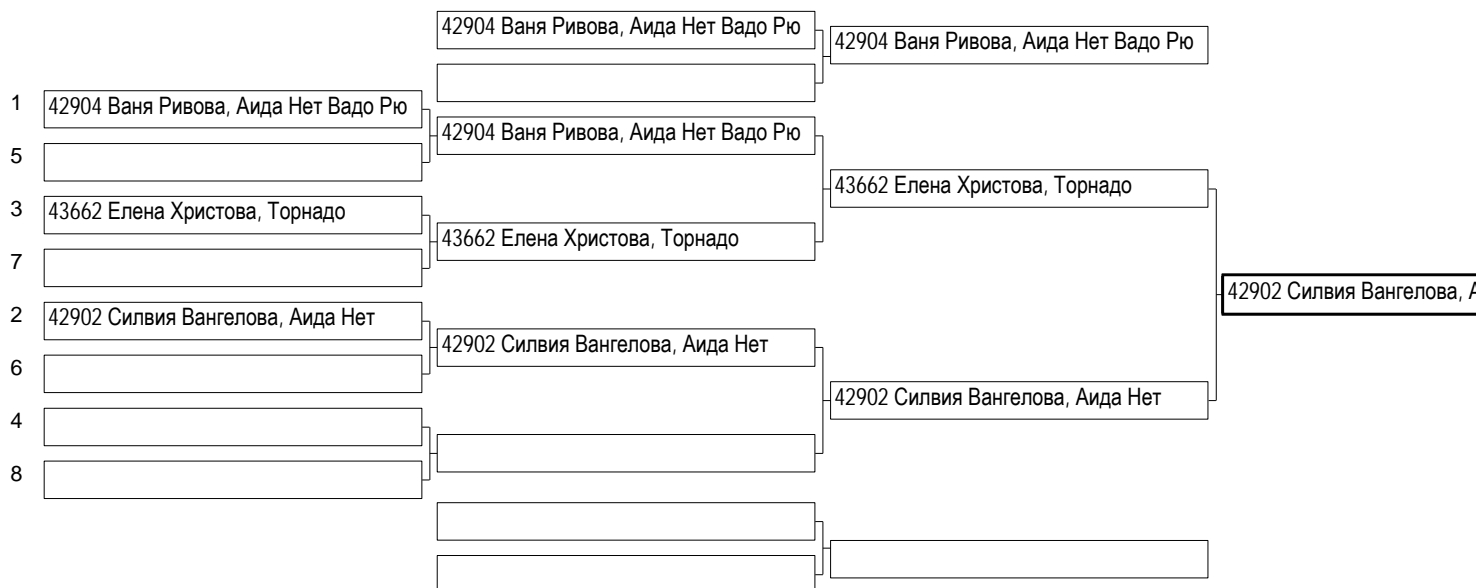 42904 Ваня Ривова, Аида Нет Вадо Рю
42904 Ваня Ривова, Аида Нет Вадо Рю
1 42904 Ваня Ривова, Аида Нет Вадо Рю
42904 Ваня Ривова, Аида Нет Вадо Рю
5
43662 Елена Христова, Торнадо
3 43662 Елена Христова, Торнадо
43662 Елена Христова, Торнадо
7
42902 Силвия Вангелова,
2 42902 Силвия Вангелова, Аида Нет
42902 Силвия Вангелова, Аида Нет
6
42902 Силвия Вангелова, Аида Нет
4
8